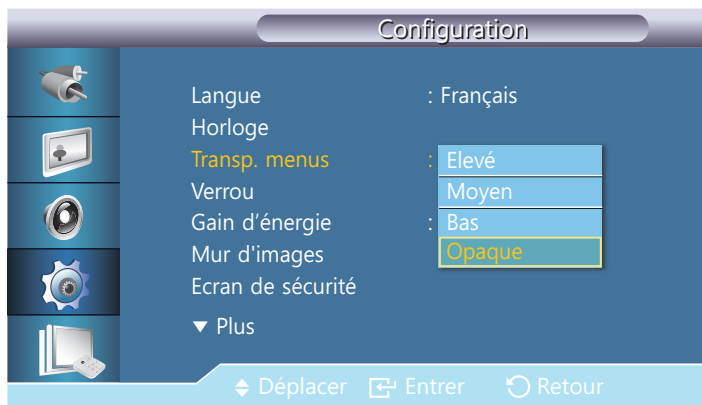 Configuration
Langue : Français
Horloge
Transp. menus : Elevé
Verrou Moyen
Gain d’énergie : Bas
Mur d'images Opaque
Ecran de sécurité
▼ Plus
Déplacer Entrer Retour